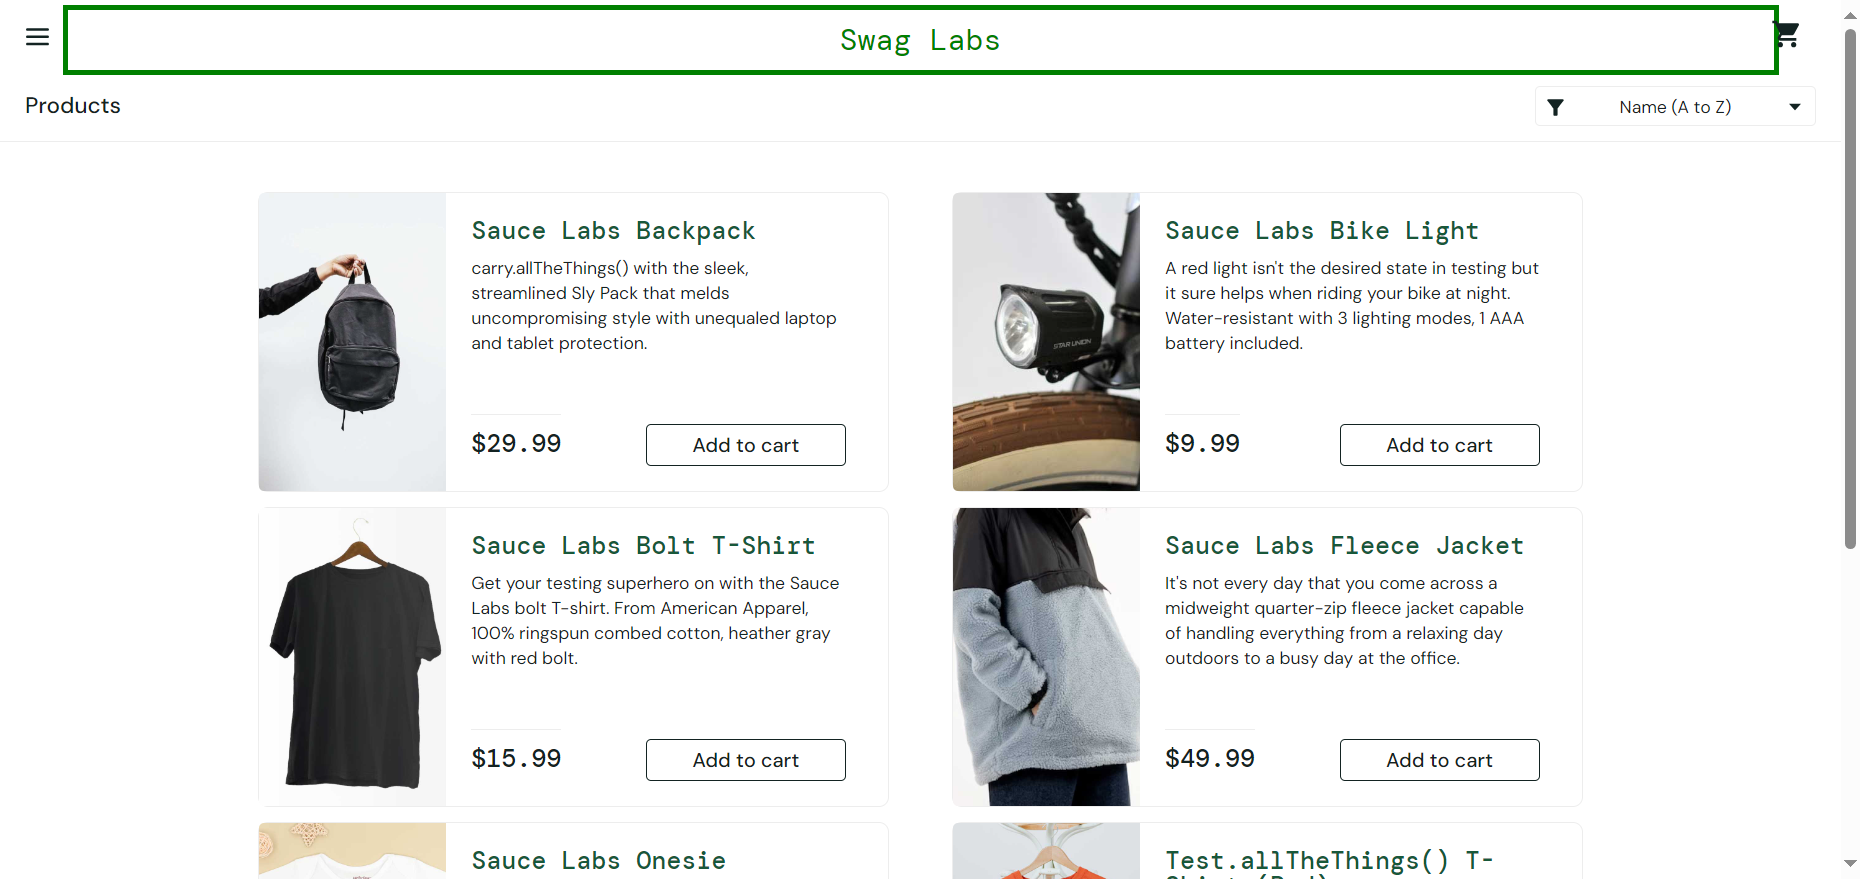 Swag Labs
Products
Name (A to Z)
Sauce Labs Backpack
carry.allTheThings() with the sleek,
streamlined Sly Pack that melds
uncompromising style with unequaled laptop
and tablet protection.
$29.99
Add to cart
Sauce Labs Bike Light
A red light isn't the desired state in testing but
it sure helps when riding your bike at night.
Water-resistant with 3 lighting modes, 1 AAA
battery included.
STAR UNION
$9.99
Add to cart
Sauce Labs Bolt T-Shirt
Get your testing superhero on with the Sauce
Labs bolt T-shirt. From American Apparel,
100% ringspun combed cotton, heather gray
with red bolt.
$15.99
Add to cart
Sauce Labs Fleece Jacket
It's not every day that you come across a
midweight quarter-zip fleece jacket capable
of handling everything from a relaxing day
outdoors to a busy day at the office.
$49.99
Add to cart
Sauce Labs Onesie
Test.allTheThings() T-